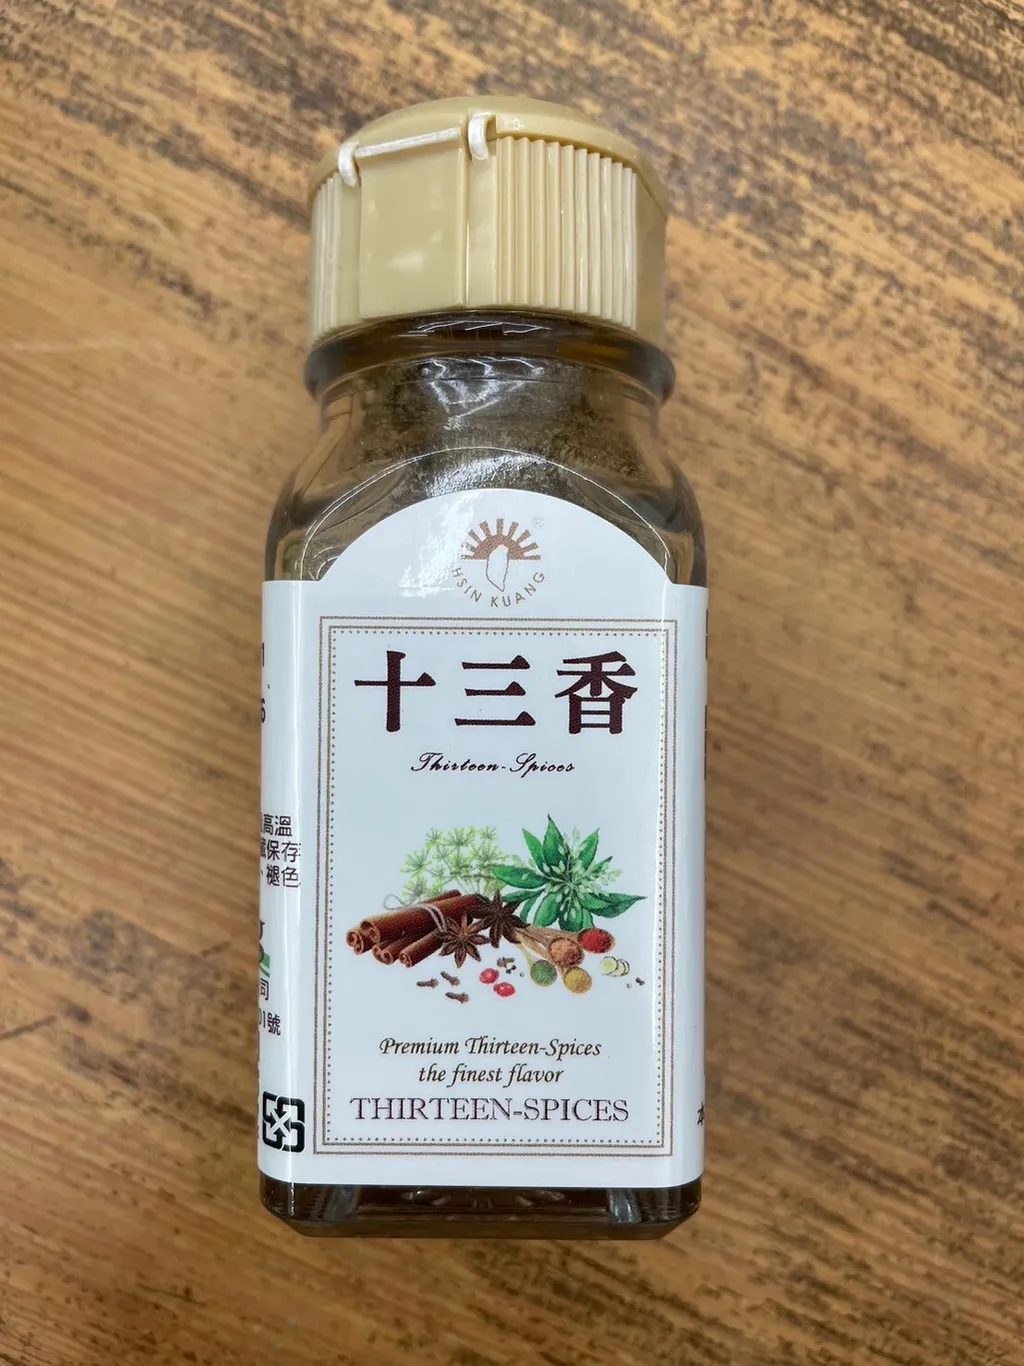 ®
HSIN KUANG
十三香
Thirteen-Spices
Premium Thirteen-Spices
the finest flavor
THIRTEEN-SPICES
高溫
保存
、褪色
司
01號